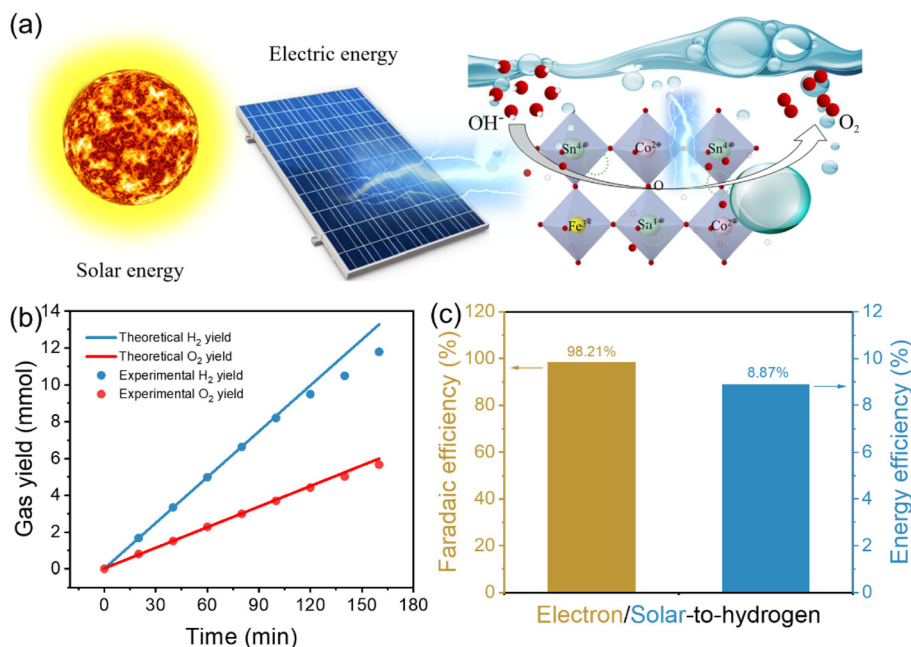 (a)
Solar energy
Electric energy
OH⁻
O₂
Sn⁴⁺
Co²⁺
Sn⁴⁺
O
Fe³⁺
Sn⁴⁺
Co²⁺
(b)
Gas yield (mmol)
14
12
10
8
6
4
2
0
Theoretical H₂ yield
Theoretical O₂ yield
Experimental H₂ yield
Experimental O₂ yield
0 30 60 90 120 150 180
Time (min)
(c)
Faradaic efficiency (%)
120
100
80
60
40
20
0
98.21%
8.87%
12
10
8
6
4
2
0
Energy efficiency (%)
Electron/Solar-to-hydrogen